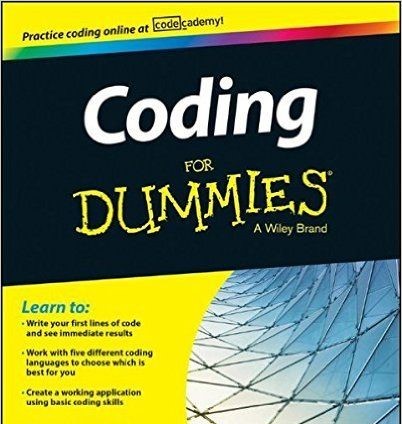 Practice coding online at codecademy!
Coding
FOR
DUMMIES®
A Wiley Brand
Learn to:
• Write your first lines of code
and see immediate results
• Work with five different coding
languages to choose which is
best for you
• Create a working application
using basic coding skills